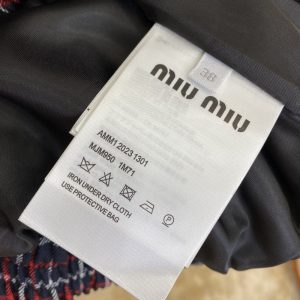 38
miu miu
AMM1 2023 1301
MJM950 1M71
IRON UNDER DRY CLOTH
USE PROTECTIVE BAG